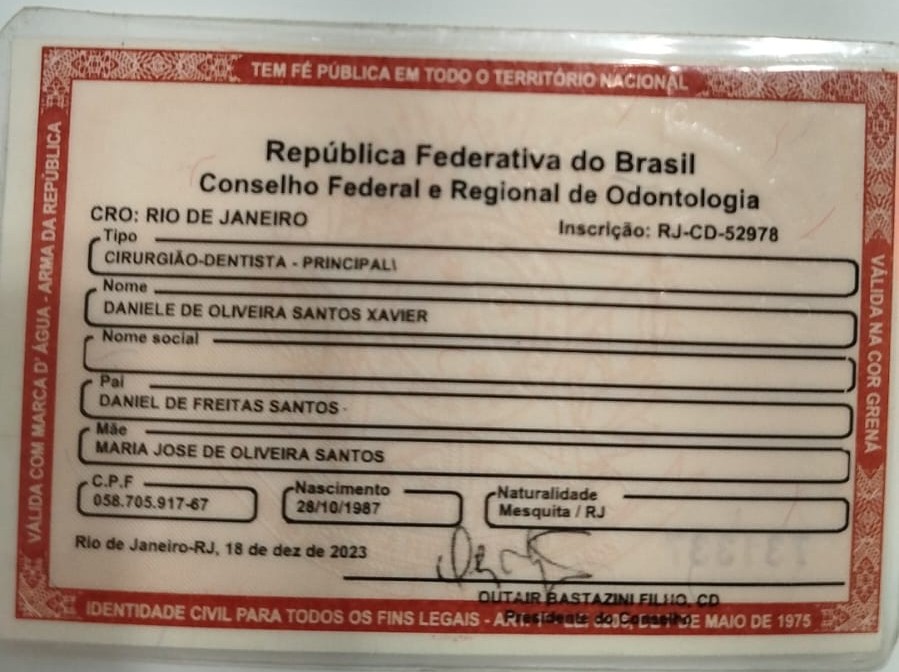 TEM FÉ PÚBLICA EM TODO O TERRITÓRIO NACIONAL
VÁLIDA COM MARCA D' ÁGUA - ARMA DA REPÚBLICA
República Federativa do Brasil
Conselho Federal e Regional de Odontologia
CRO: RIO DE JANEIRO
Inscrição: RJ-CD-52978
Tipo
CIRURGIÃO-DENTISTA - PRINCIPAL\
Nome
DANIELE DE OLIVEIRA SANTOS XAVIER
Nome social
Pai
DANIEL DE FREITAS SANTOS
Mãe
MARIA JOSE DE OLIVEIRA SANTOS
C.P.F
058.705.917-67
Nascimento
28/10/1987
Naturalidade
Mesquita / RJ
Rio de Janeiro-RJ, 18 de dez de 2023
OUTAIR BASTAZINI FILHO, CD
Presidente do Conselho
VÁLIDA NA COR GRENÁ
IDENTIDADE CIVIL PARA TODOS OS FINS LEGAIS - DE MAIO DE 1975